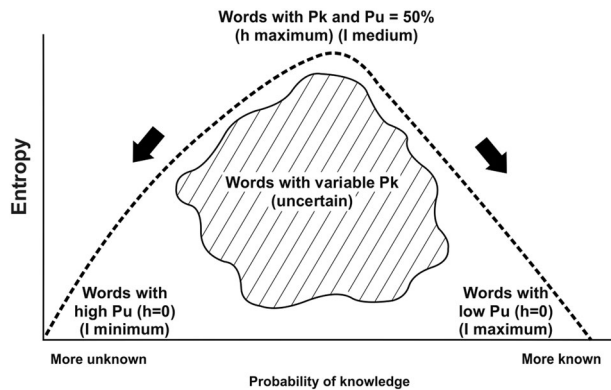 Words with Pk and Pu = 50%
(h maximum) (I medium)
Entropy
Words with variable Pk
(uncertain)
Words with
high Pu (h=0)
(I minimum)
Words with
low Pu (h=0)
(I maximum)
More unknown
More known
Probability of knowledge